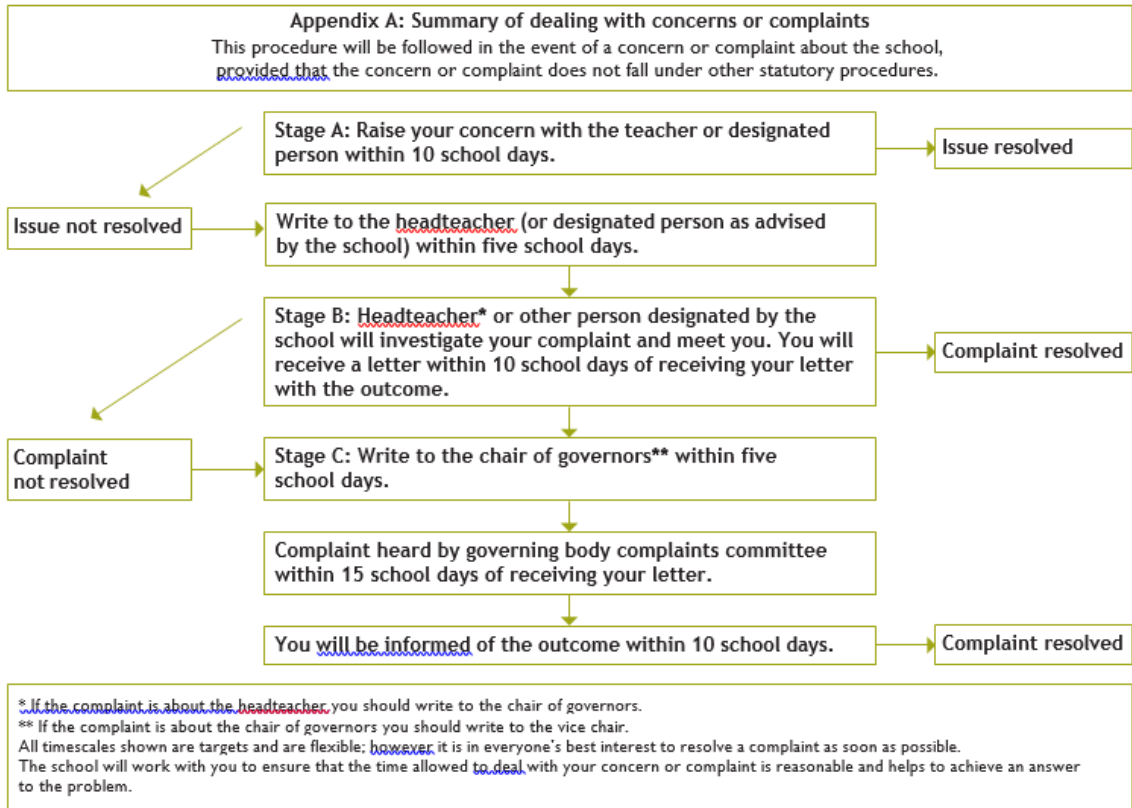 Appendix A: Summary of dealing with concerns or complaints
This procedure will be followed in the event of a concern or complaint about the school,
provided that the concern or complaint does not fall under other statutory procedures.
Stage A: Raise your concern with the teacher or designated
person within 10 school days.
Issue resolved
Issue not resolved
Write to the headteacher (or designated person as advised
by the school) within five school days.
Stage B: Headteacher* or other person designated by the
school will investigate your complaint and meet you. You will
receive a letter within 10 school days of receiving your letter
with the outcome.
Complaint resolved
Complaint
not resolved
Stage C: Write to the chair of governors** within five
school days.
Complaint heard by governing body complaints committee
within 15 school days of receiving your letter.
You will be informed of the outcome within 10 school days.
Complaint resolved
* If the complaint is about the headteacher you should write to the chair of governors.
** If the complaint is about the chair of governors you should write to the vice chair.
All timescales shown are targets and are flexible; however it is in everyone's best interest to resolve a complaint as soon as possible.
The school will work with you to ensure that the time allowed to deal with your concern or complaint is reasonable and helps to achieve an answer
to the problem.